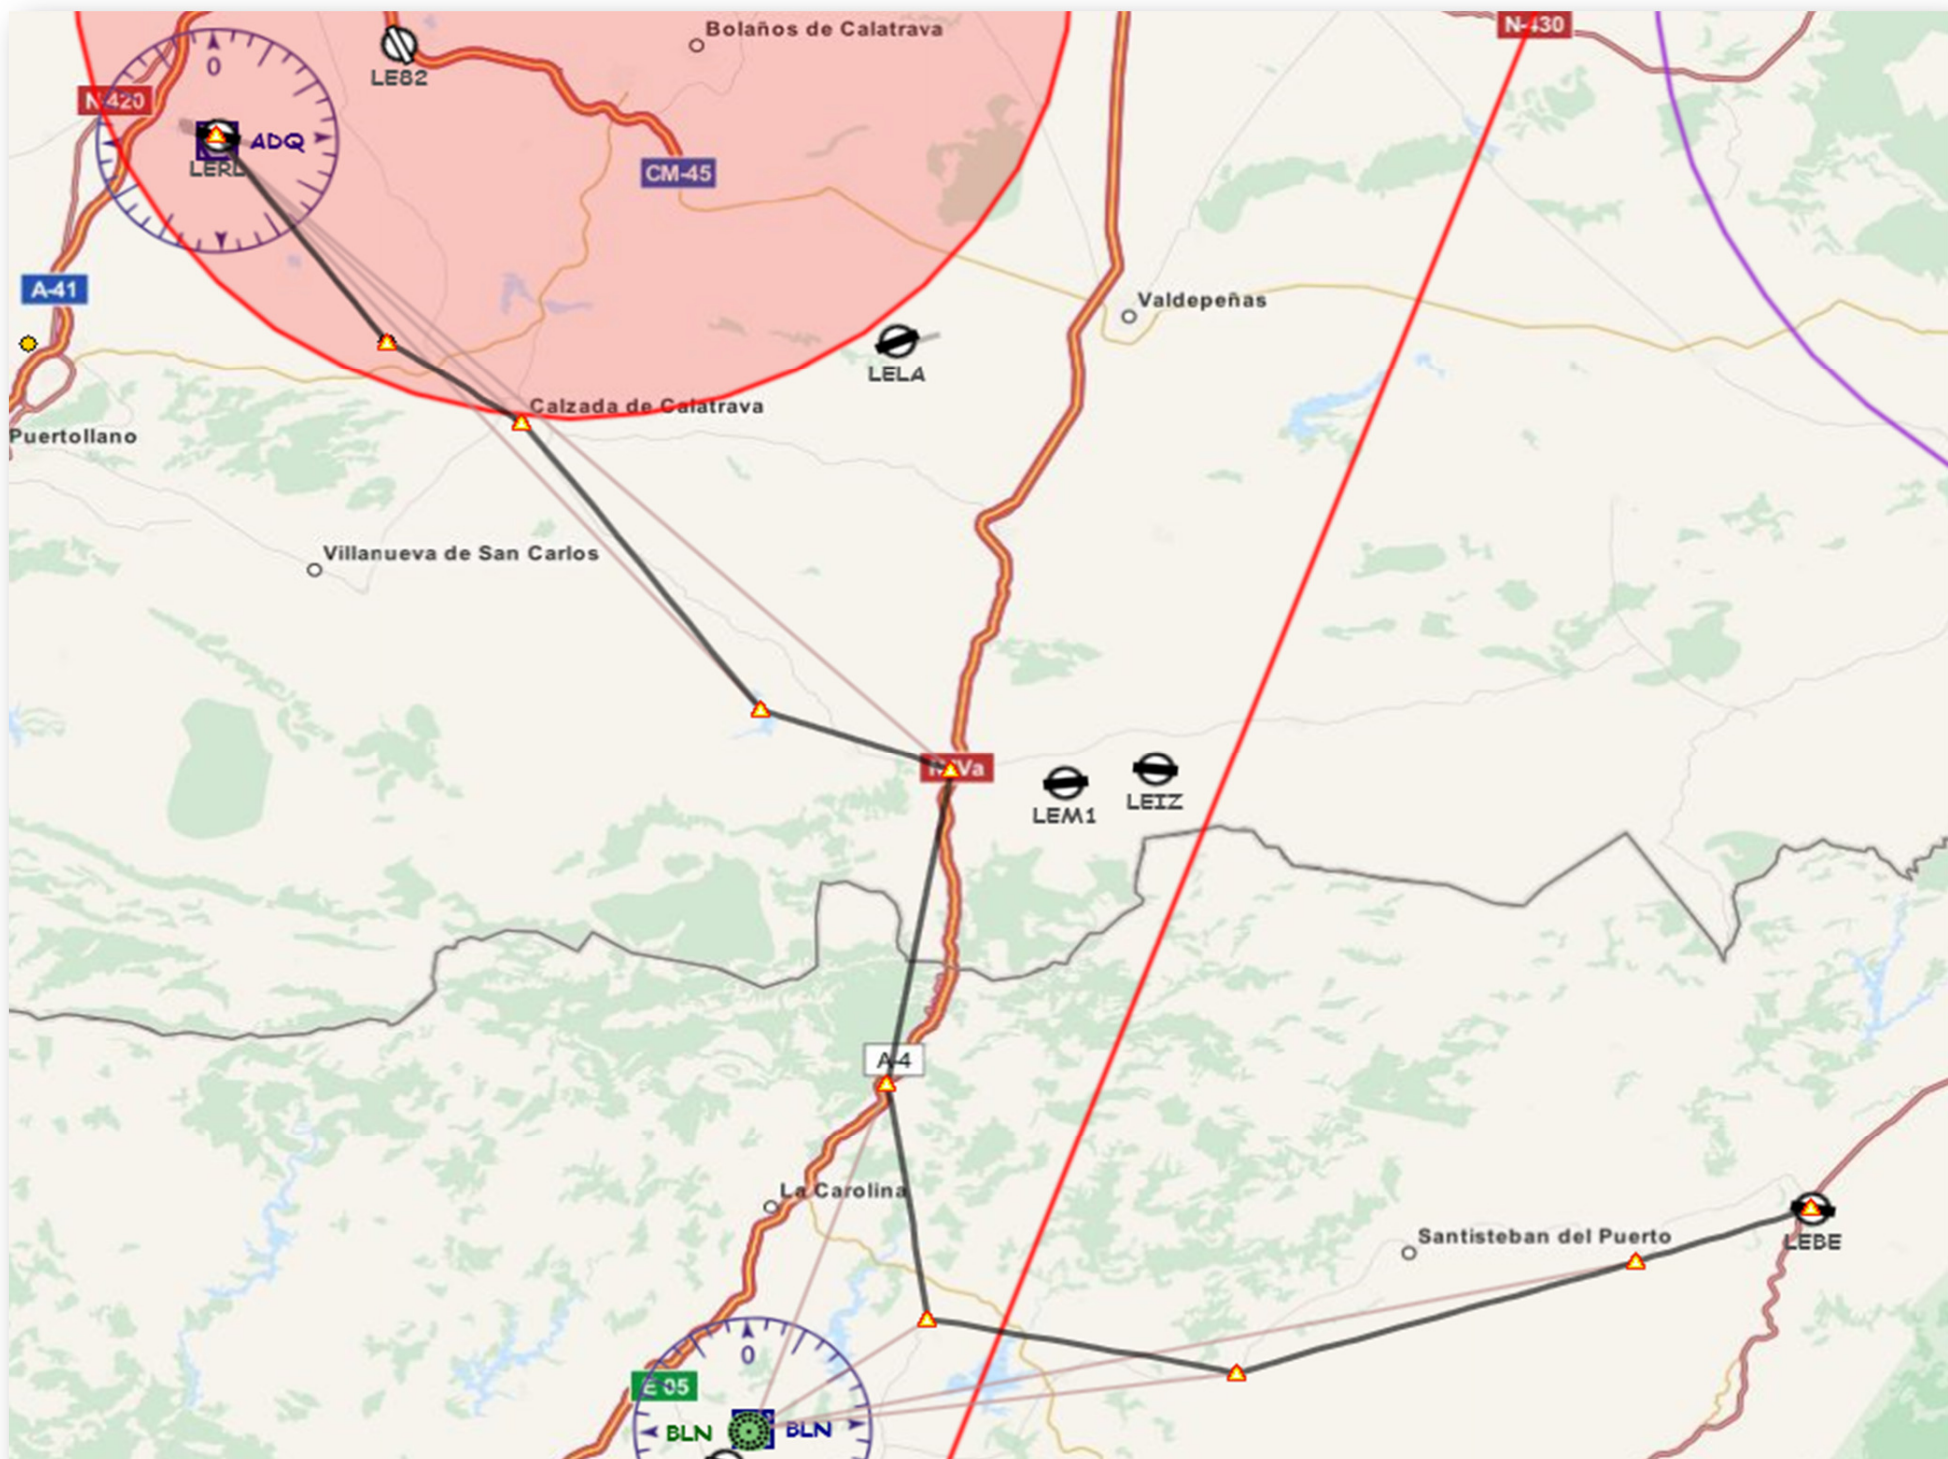 N-430
Bolaños de Calatrava
0
LE82
N-420
ADQ
LERL
CM-45
A-41
Valdepeñas
LELA
Calzada de Calatrava
Puertollano
Villanueva de San Carlos
LEM1
LEIZ
A-4
La Carolina
Santisteban del Puerto
LEBE
0
E 05
BLN
BLN